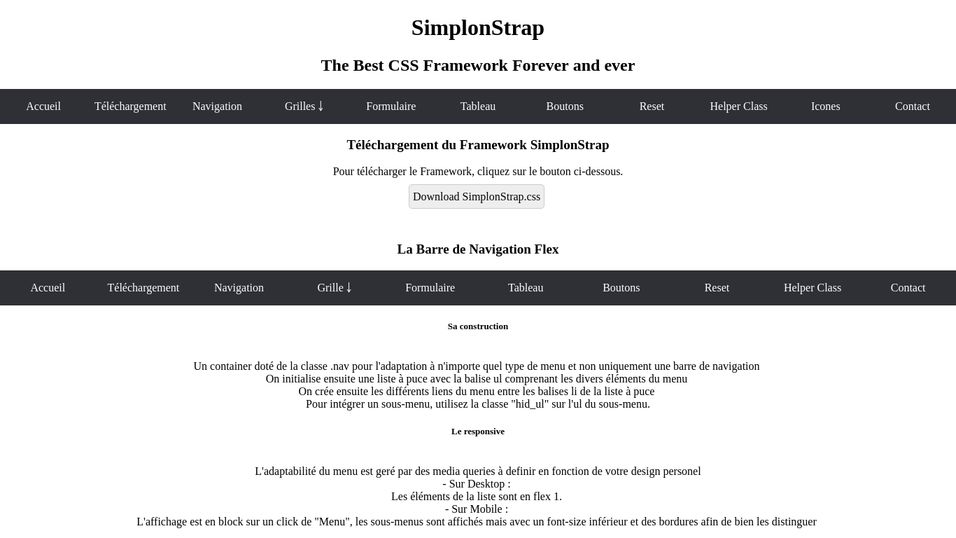 SimplonStrap
The Best CSS Framework Forever and ever
Accueil Téléchargement Navigation Grilles ↓ Formulaire Tableau Boutons Reset Helper Class Icones Contact
Téléchargement du Framework SimplonStrap
Pour télécharger le Framework, cliquez sur le bouton ci-dessous.
Download SimplonStrap.css
La Barre de Navigation Flex
Accueil Téléchargement Navigation Grille ↓ Formulaire Tableau Boutons Reset Helper Class Contact
Sa construction
Un container doté de la classe .nav pour l'adaptation à n'importe quel type de menu et non uniquement une barre de navigation
On initialise ensuite une liste à puce avec la balise ul comprenant les divers éléments du menu
On crée ensuite les différents liens du menu entre les balises li de la liste à puce
Pour intégrer un sous-menu, utilisez la classe "hid_ul" sur l'ul du sous-menu.
Le responsive
L'adaptabilité du menu est geré par des media queries à définir en fonction de votre design personel
- Sur Desktop :
Les éléments de la liste sont en flex 1.
- Sur Mobile :
L'affichage est en block sur un click de "Menu", les sous-menus sont affichés mais avec un font-size inférieur et des bordures afin de bien les distinguer